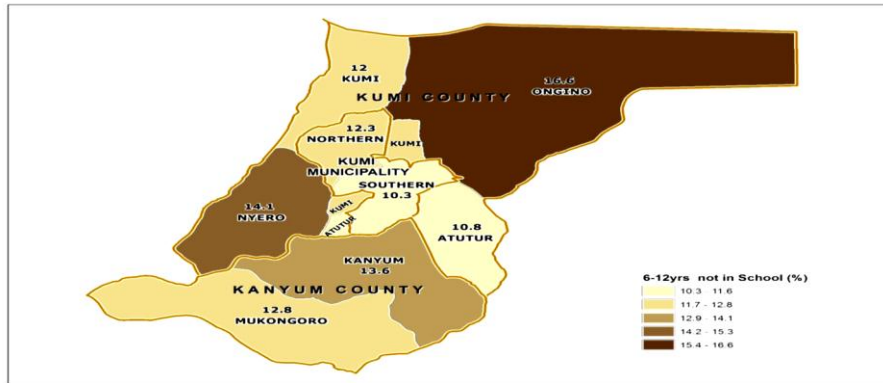 12
KUMI
16.6
ONGINO
KUMI COUNTY
12.3
NORTHERN
KUMI
KUMI
MUNICIPALITY
SOUTHERN
10.3
14.1
NYERO
KUMI
ATUTUR
10.8
ATUTUR
KANYUM
13.6
KANYUM COUNTY
12.8
MUKONGORO
6-12yrs not in School (%)
10.3 - 11.6
11.7 - 12.8
12.9 - 14.1
14.2 - 15.3
15.4 - 16.6